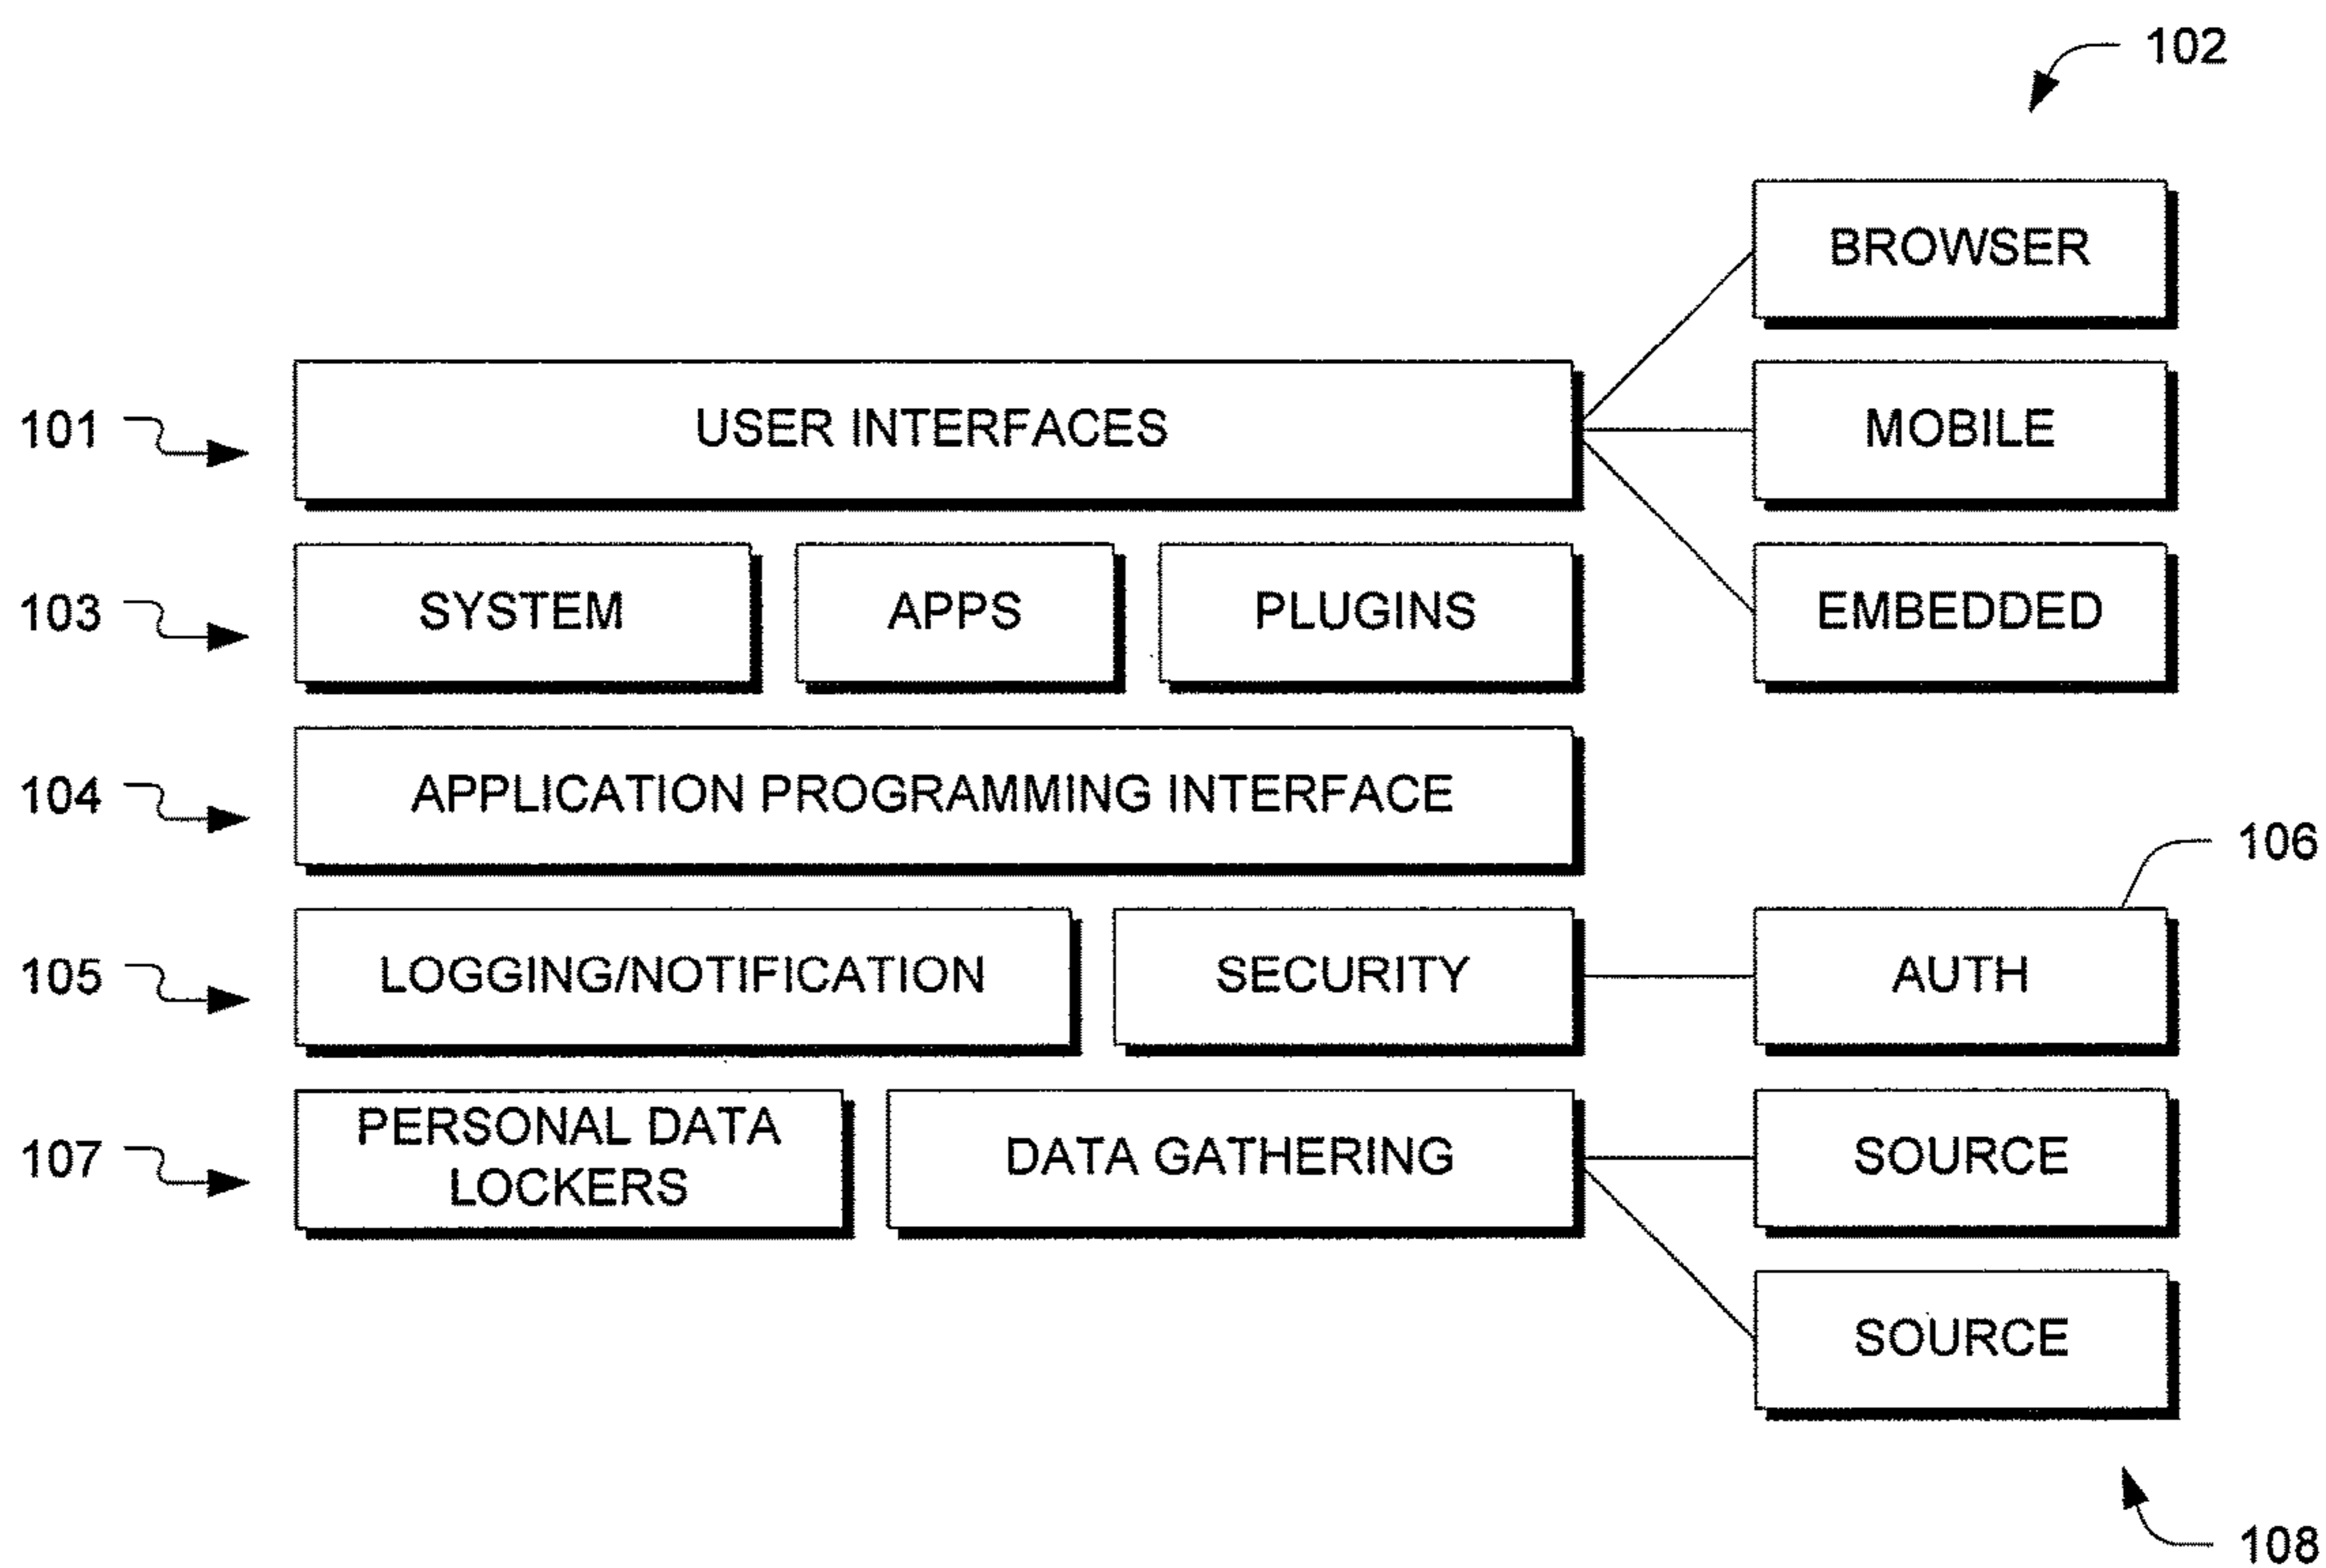 102
BROWSER
101
USER INTERFACES
MOBILE
103
SYSTEM
APPS
PLUGINS
EMBEDDED
104
APPLICATION PROGRAMMING INTERFACE
106
105
LOGGING/NOTIFICATION
SECURITY
AUTH
107
PERSONAL DATA
LOCKERS
DATA GATHERING
SOURCE
SOURCE
108